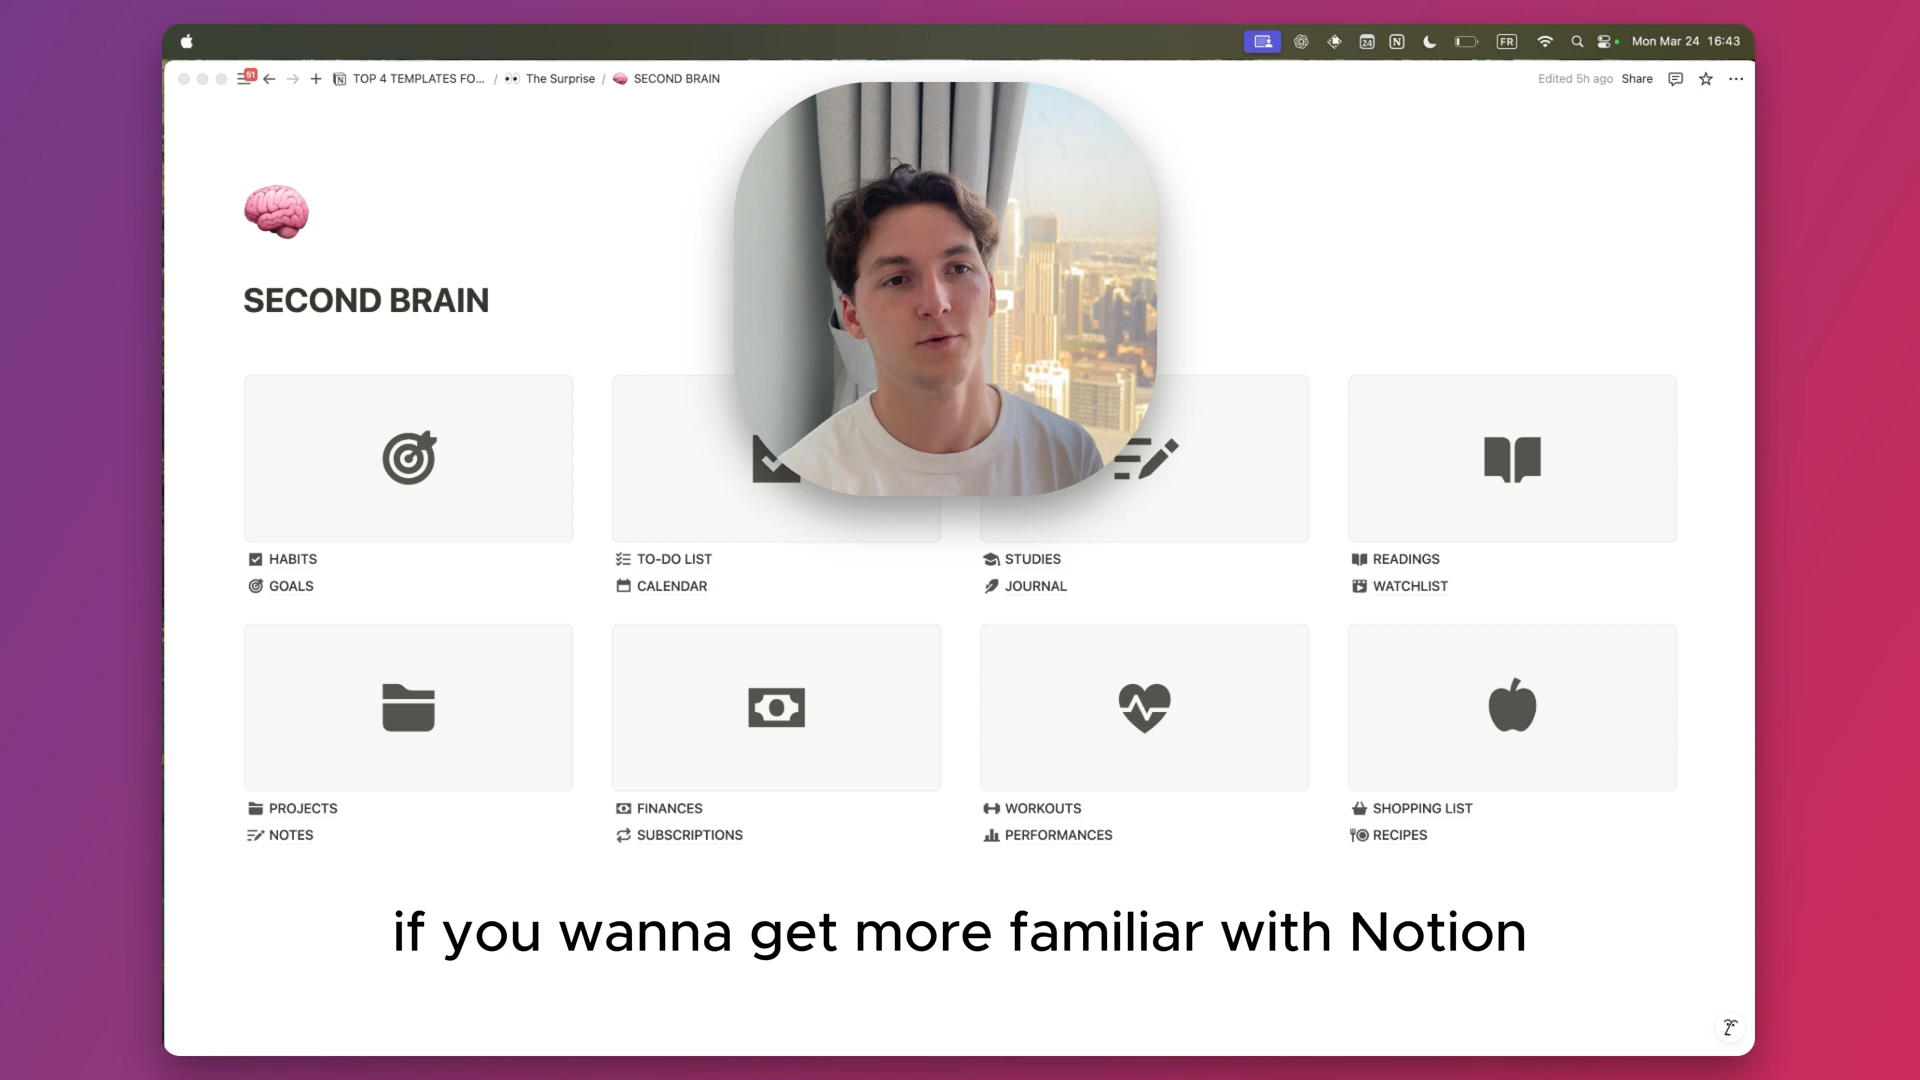 24 N FR Mon Mar 24 16:43
51 TOP 4 TEMPLATES FO... / The Surprise / SECOND BRAIN Edited 5h ago Share
SECOND BRAIN
HABITS TO-DO LIST STUDIES READINGS
GOALS CALENDAR JOURNAL WATCHLIST
PROJECTS FINANCES WORKOUTS SHOPPING LIST
NOTES SUBSCRIPTIONS PERFORMANCES RECIPES
if you wanna get more familiar with Notion